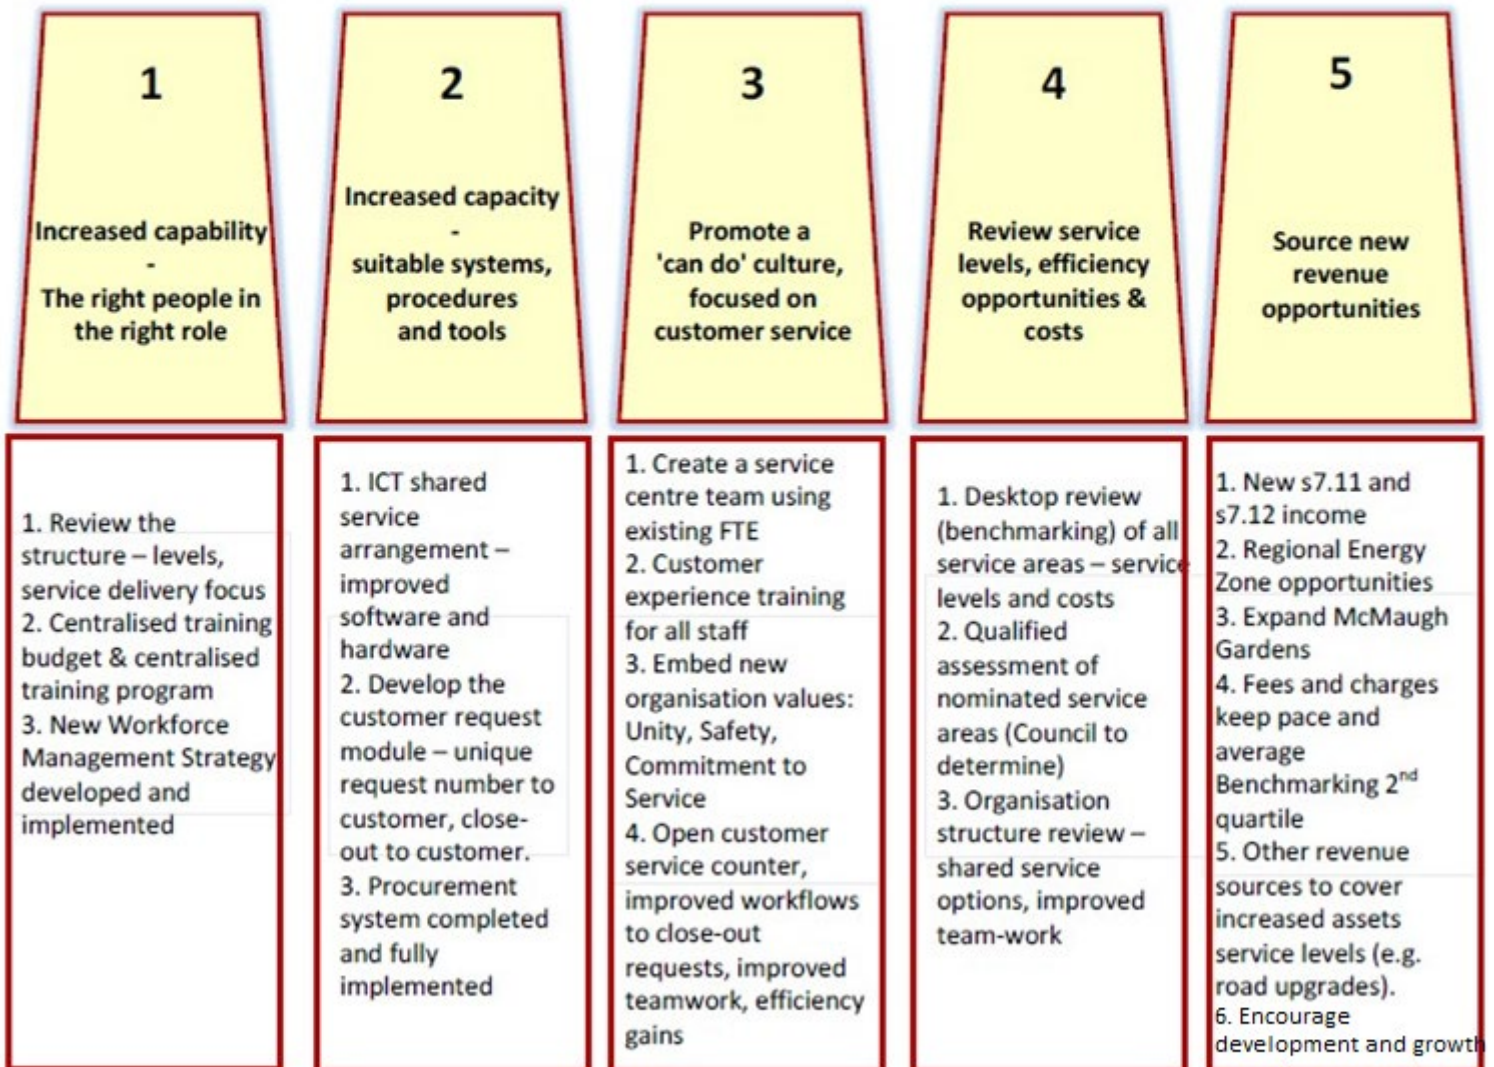 1
Increased capability
-
The right people in
the right role
2
Increased capacity
-
suitable systems,
procedures
and tools
3
Promote a
'can do' culture,
focused on
customer service
4
Review service
levels, efficiency
opportunities &
costs
5
Source new
revenue
opportunities
1. Review the
structure – levels,
service delivery focus
2. Centralised training
budget & centralised
training program
3. New Workforce
Management Strategy
developed and
implemented
1. ICT shared
service
arrangement –
improved
software and
hardware
2. Develop the
customer request
module – unique
request number to
customer, close-
out to customer.
3. Procurement
system completed
and fully
implemented
1. Create a service
centre team using
existing FTE
2. Customer
experience training
for all staff
3. Embed new
organisation values:
Unity, Safety,
Commitment to
Service
4. Open customer
service counter,
improved workflows
to close-out
requests, improved
teamwork, efficiency
gains
1. Desktop review
(benchmarking) of all
service areas – service
levels and costs
2. Qualified
assessment of
nominated service
areas (Council to
determine)
3. Organisation
structure review –
shared service
options, improved
team-work
1. New s7.11 and
s7.12 income
2. Regional Energy
Zone opportunities
3. Expand McMaugh
Gardens
4. Fees and charges
keep pace and
average
Benchmarking 2nd
quartile
5. Other revenue
sources to cover
increased assets
service levels (e.g.
road upgrades).
6. Encourage
development and growth